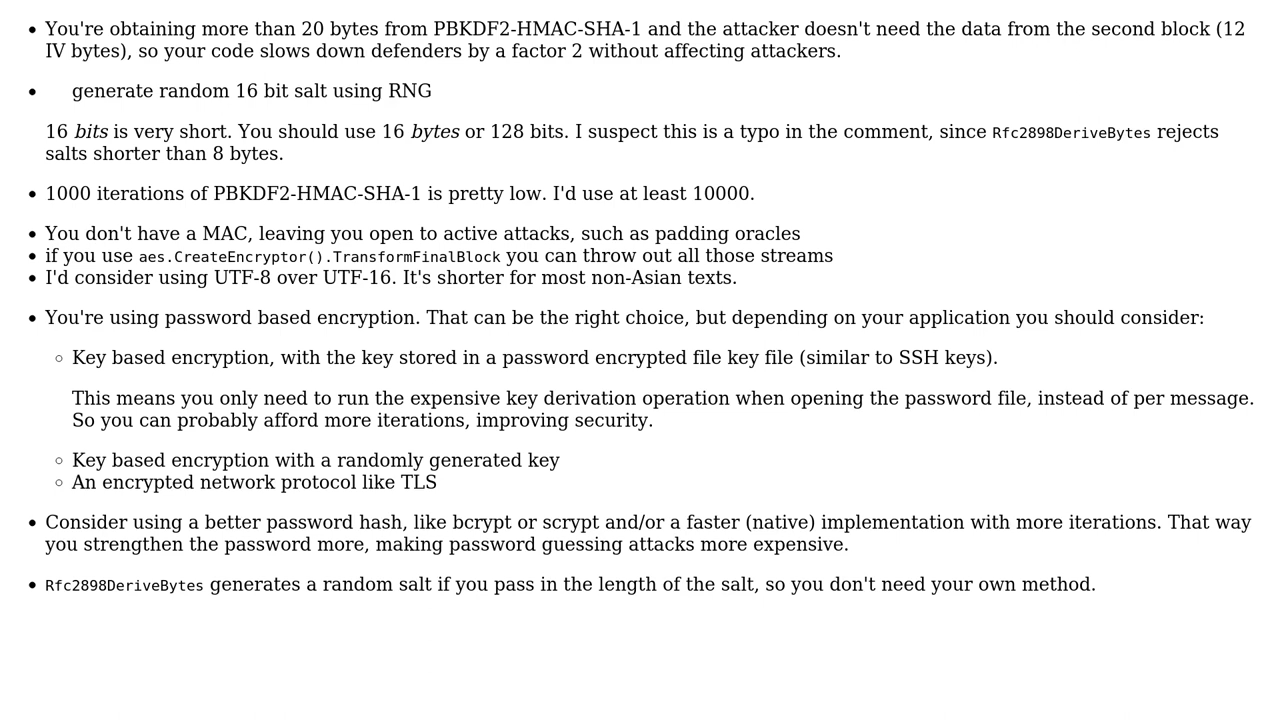 You're obtaining more than 20 bytes from PBKDF2-HMAC-SHA-1 and the attacker doesn't need the data from the second block (12
IV bytes), so your code slows down defenders by a factor 2 without affecting attackers.
generate random 16 bit salt using RNG
16 bits is very short. You should use 16 bytes or 128 bits. I suspect this is a typo in the comment, since Rfc2898DeriveBytes rejects
salts shorter than 8 bytes.
1000 iterations of PBKDF2-HMAC-SHA-1 is pretty low. I'd use at least 10000.
You don't have a MAC, leaving you open to active attacks, such as padding oracles
if you use aes.CreateEncryptor().TransformFinalBlock you can throw out all those streams
I'd consider using UTF-8 over UTF-16. It's shorter for most non-Asian texts.
You're using password based encryption. That can be the right choice, but depending on your application you should consider:
Key based encryption, with the key stored in a password encrypted file key file (similar to SSH keys).
This means you only need to run the expensive key derivation operation when opening the password file, instead of per message.
So you can probably afford more iterations, improving security.
Key based encryption with a randomly generated key
An encrypted network protocol like TLS
Consider using a better password hash, like bcrypt or scrypt and/or a faster (native) implementation with more iterations. That way
you strengthen the password more, making password guessing attacks more expensive.
Rfc2898DeriveBytes generates a random salt if you pass in the length of the salt, so you don't need your own method.